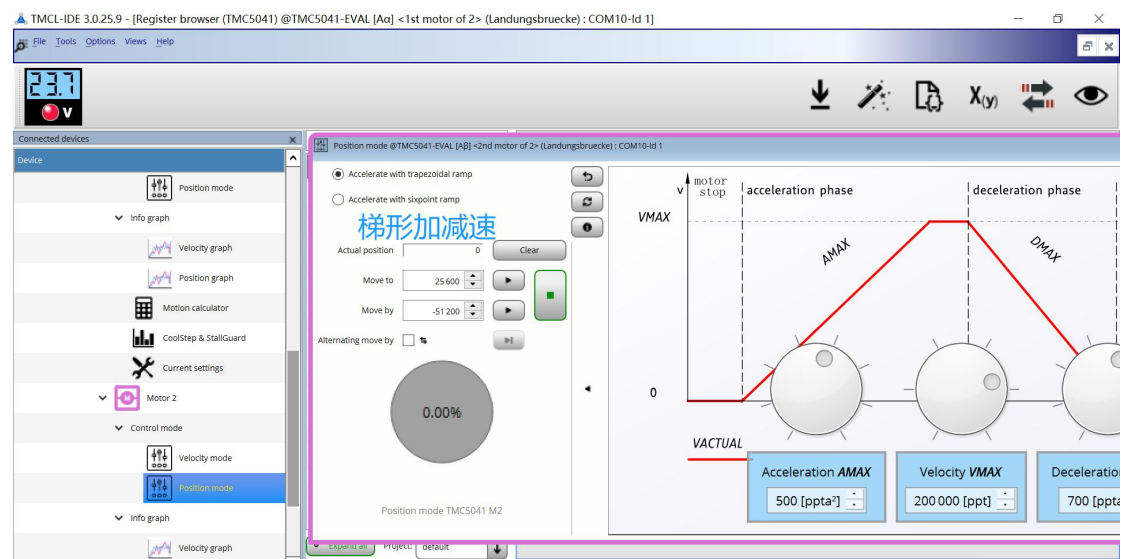 TMCL-IDE 3.0.25.9 - [Register browser (TMC5041) @TMC5041-EVAL [Aα] <1st motor of 2> (Landungsbruecke) : COM10-Id 1]
File Tools Options Views Help
23.7
V
X(y)
Connected devices
Device
Position mode
Info graph
Velocity graph
Position graph
Motion calculator
CoolStep & StallGuard
Current settings
Motor 2
Control mode
Velocity mode
Position mode
Info graph
Velocity graph
Position mode @TMC5041-EVAL [Aβ] <2nd motor of 2> (Landungsbruecke) : COM10-Id 1
Accelerate with trapezoidal ramp
Accelerate with sixpoint ramp
梯形加减速
Actual position 0 Clear
Move to 25 600
Move by -51 200
Alternating move by
0.00%
Position mode TMC5041 M2
v
motor
stop
acceleration phase
deceleration phase
VMAX
AMAX
DMAX
0
VACTUAL
Acceleration AMAX
500 [ppta²]
Velocity VMAX
200 000 [ppt]
Deceleratio
700 [ppta
Expand all Project: default